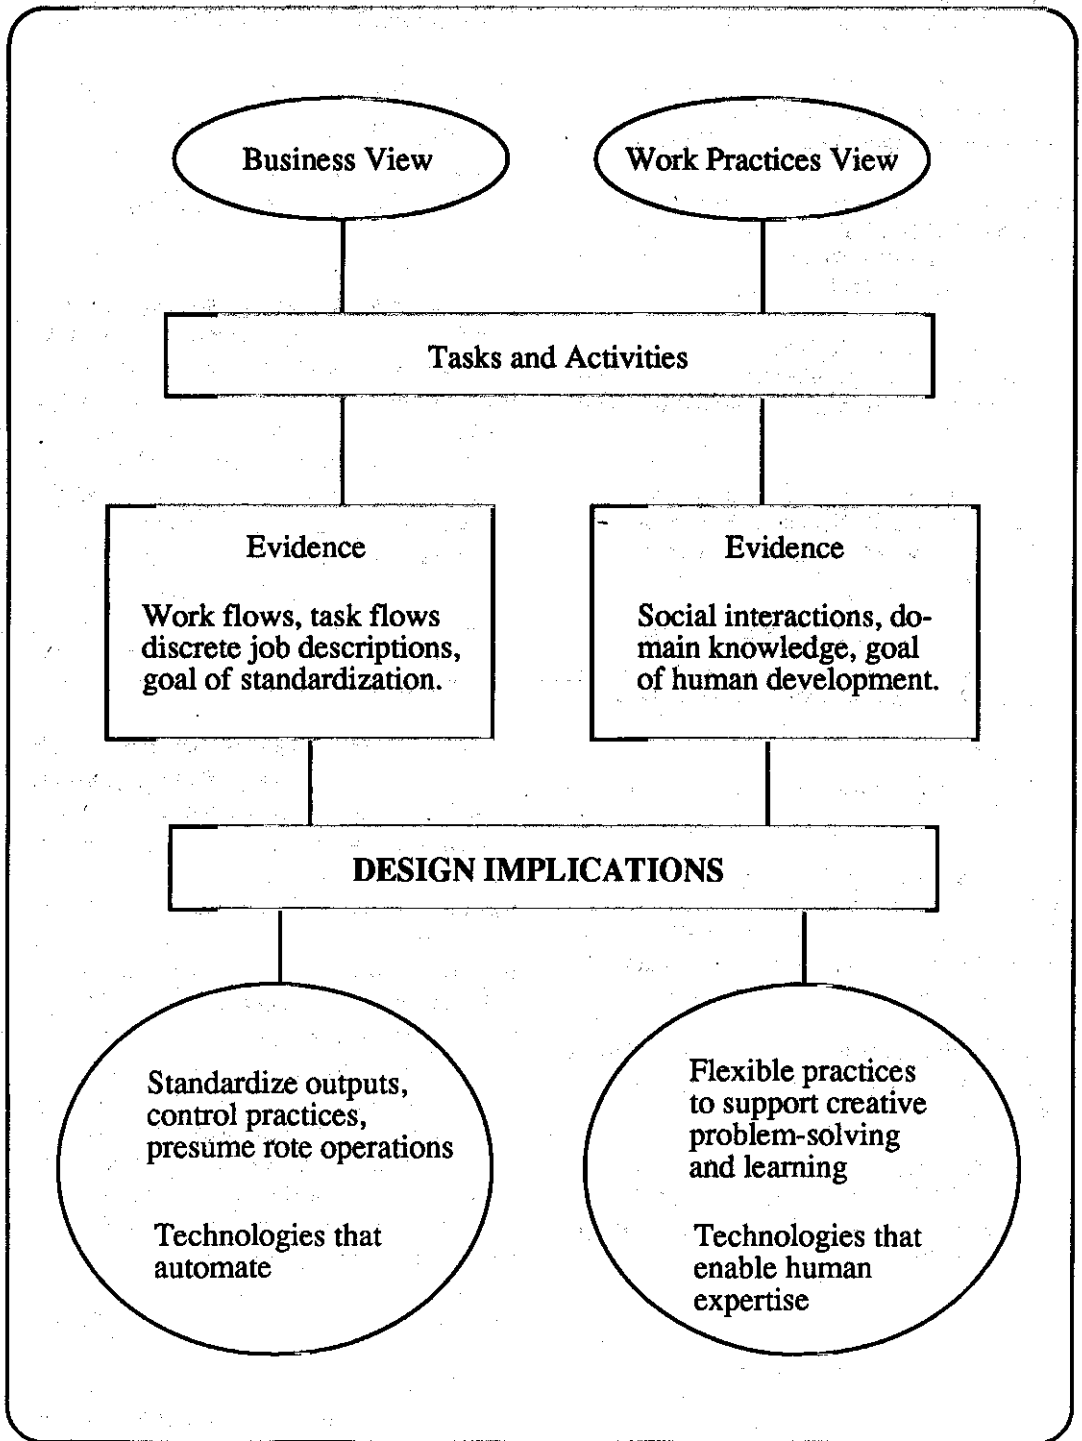 Business View
Work Practices View
Tasks and Activities
Evidence
Work flows, task flows
discrete job descriptions,
goal of standardization.
Evidence
Social interactions, do-
main knowledge, goal
of human development.
DESIGN IMPLICATIONS
Standardize outputs,
control practices,
presume rote operations
Technologies that
automate
Flexible practices
to support creative
problem-solving
and learning
Technologies that
enable human
expertise